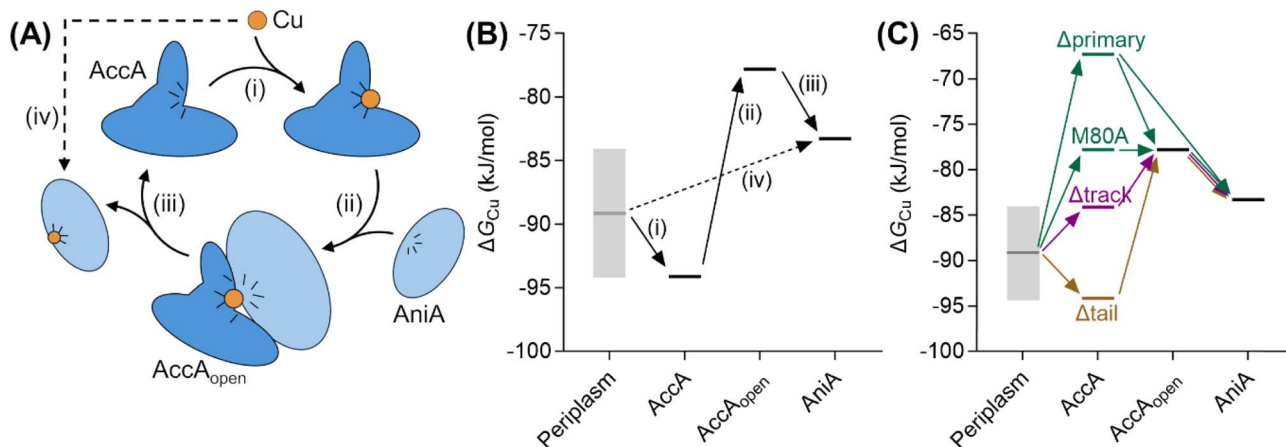 (A)
Cu
AccA
(i)
(iv)
(iii)
(ii)
AniA
AccAopen
(B)
ΔGCu (kJ/mol)
-75
-80
-85
-90
-95
-100
(i)
(ii)
(iii)
(iv)
Periplasm
AccA
AccAopen
AniA
(C)
ΔGCu (kJ/mol)
-65
-70
-75
-80
-85
-90
-95
-100
Δprimary
M80A
Δtrack
Δtail
Periplasm
AccA
AccAopen
AniA